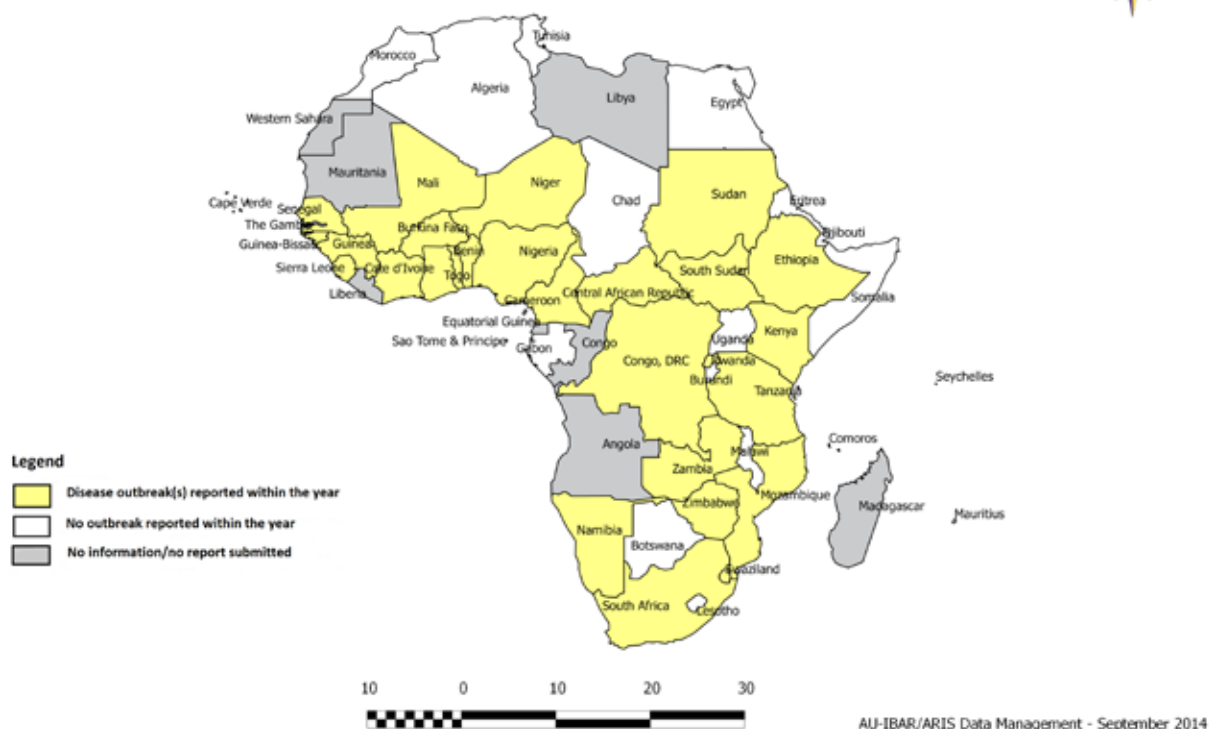 Tunisia
Morocco
Algeria
Libya
Egypt
Western Sahara
Mauritania
Mali
Niger
Chad
Sudan
Eritrea
Cape Verde
Senegal
The Gambia
Burkina Faso
Djibouti
Guinea-Bissau
Guinea
Benin
Nigeria
Ethiopia
Sierra Leone
Cote d'Ivoire
Togo
South Sudan
Liberia
Cameroon
Central African Republic
Somalia
Equatorial Guinea
Sao Tome & Principe
Gabon
Congo
Uganda
Kenya
Congo, DRC
Rwanda
Burundi
Tanzania
Seychelles
Comoros
Angola
Malawi
Zambia
Mozambique
Madagascar
Mauritius
Zimbabwe
Namibia
Botswana
Swaziland
South Africa
Lesotho
Legend
Disease outbreak(s) reported within the year
No outbreak reported within the year
No information/no report submitted
10 0 10 20 30
AU-IBAR/ARIS Data Management - September 2014